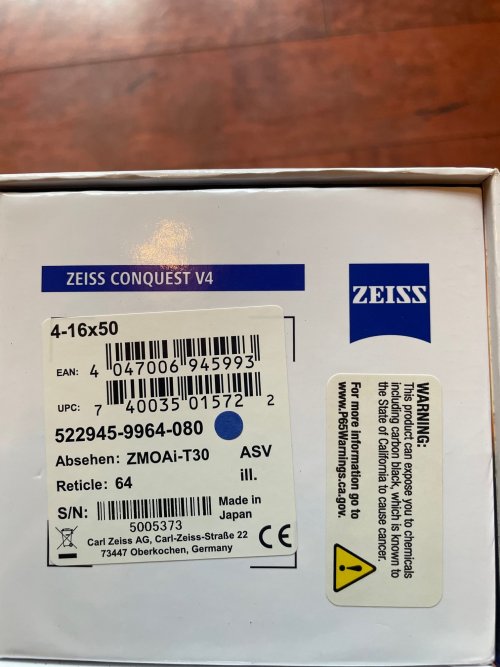 ZEISS CONQUEST V4
ZEISS
4-16x50
EAN: 4 047006 945993
UPC: 7 40035 01572 2
522945-9964-080
Absehen: ZMOAi-T30 ASV
Reticle: 64 ill.
S/N: Made in
5005373 Japan
Carl Zeiss AG, Carl-Zeiss-Straße 22
73447 Oberkochen, Germany
CE
WARNING:
This product can expose you to chemicals
including carbon black, which is known to
the State of California to cause cancer.
For more information go to
www.P65Warnings.ca.gov.